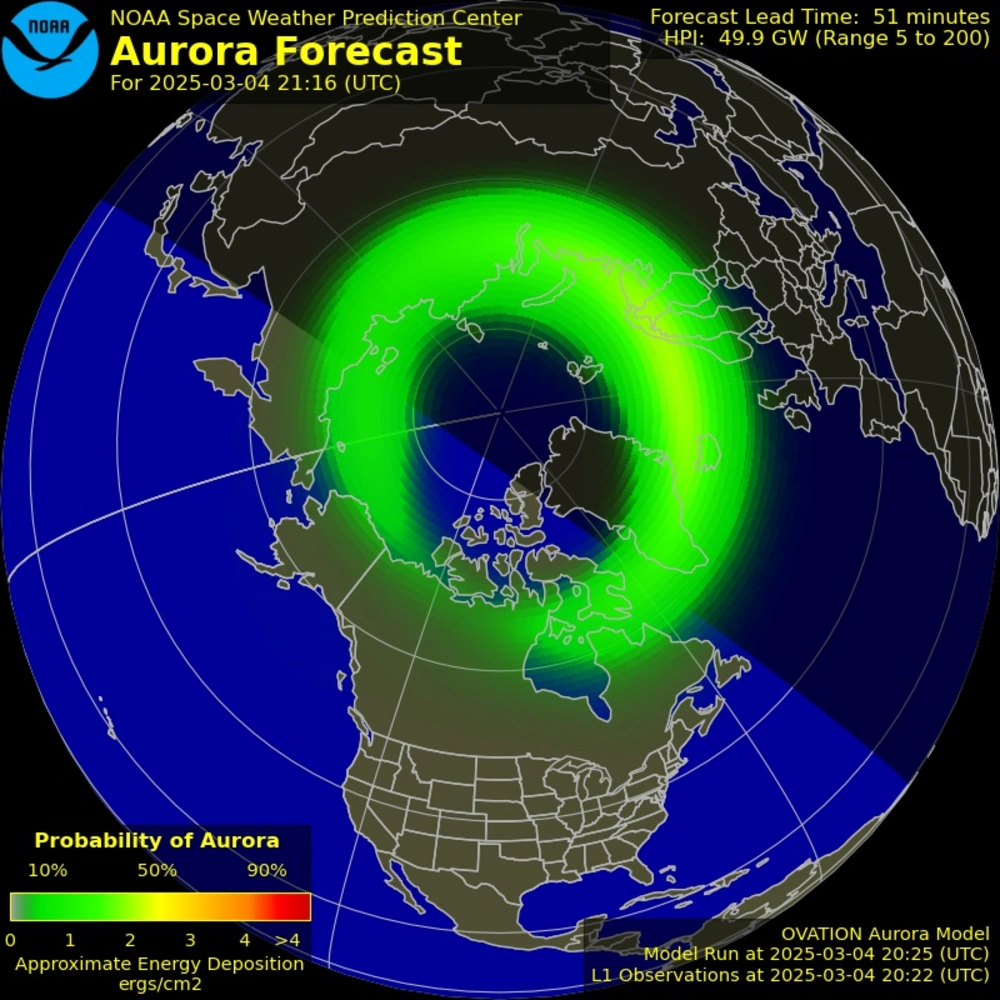 NOAA
NOAA Space Weather Prediction Center
Aurora Forecast
For 2025-03-04 21:16 (UTC)
Forecast Lead Time: 51 minutes
HPI: 49.9 GW (Range 5 to 200)
Probability of Aurora
10% 50% 90%
0 1 2 3 4 >4
Approximate Energy Deposition
ergs/cm2
OVATION Aurora Model
Model Run at 2025-03-04 20:25 (UTC)
L1 Observations at 2025-03-04 20:22 (UTC)